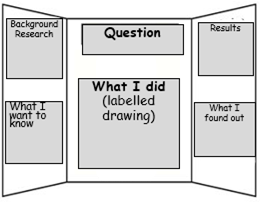 Background
Research
What I
want to
know
Question
What I did
(labelled
drawing)
Results
What I
found out